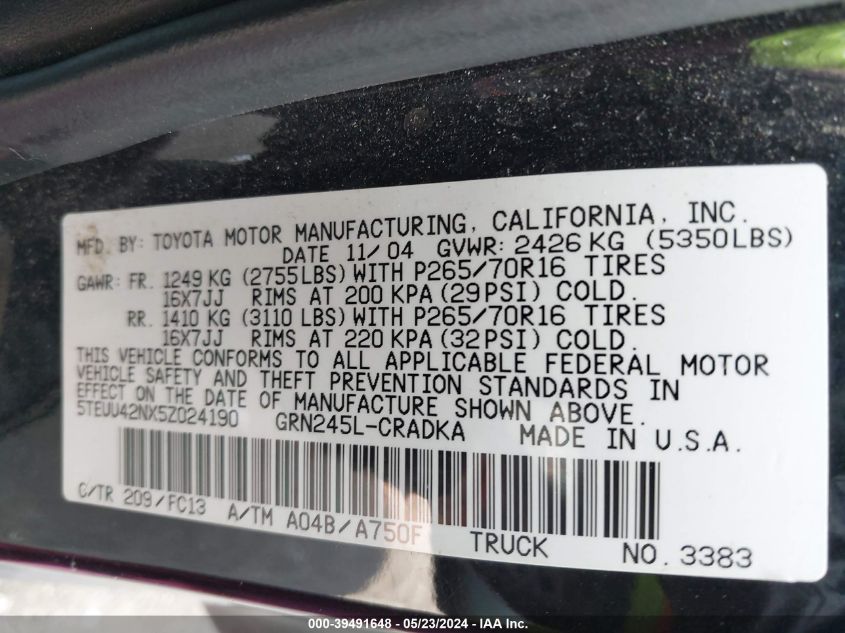 MFD. BY: TOYOTA MOTOR MANUFACTURING, CALIFORNIA, INC.
DATE 11/04 GVWR: 2426 KG (5350LBS)
GAWR: FR. 1249 KG (2755LBS) WITH P265/70R16 TIRES
16X7JJ RIMS AT 200 KPA (29PSI) COLD.
RR. 1410 KG (3110 LBS) WITH P265/70R16 TIRES
16X7JJ RIMS AT 220 KPA (32PSI) COLD.
THIS VEHICLE CONFORMS TO ALL APPLICABLE FEDERAL MOTOR
VEHICLE SAFETY AND THEFT PREVENTION STANDARDS IN
EFFECT ON THE DATE OF MANUFACTURE SHOWN ABOVE.
5TEUU42NX5Z024190 GRN245L-CRADKA MADE IN U.S.A.
C/TR 209/FC13 A/TM A04B/A750F TRUCK NO. 3383
000-39491648 - 05/23/2024 - IAA Inc.